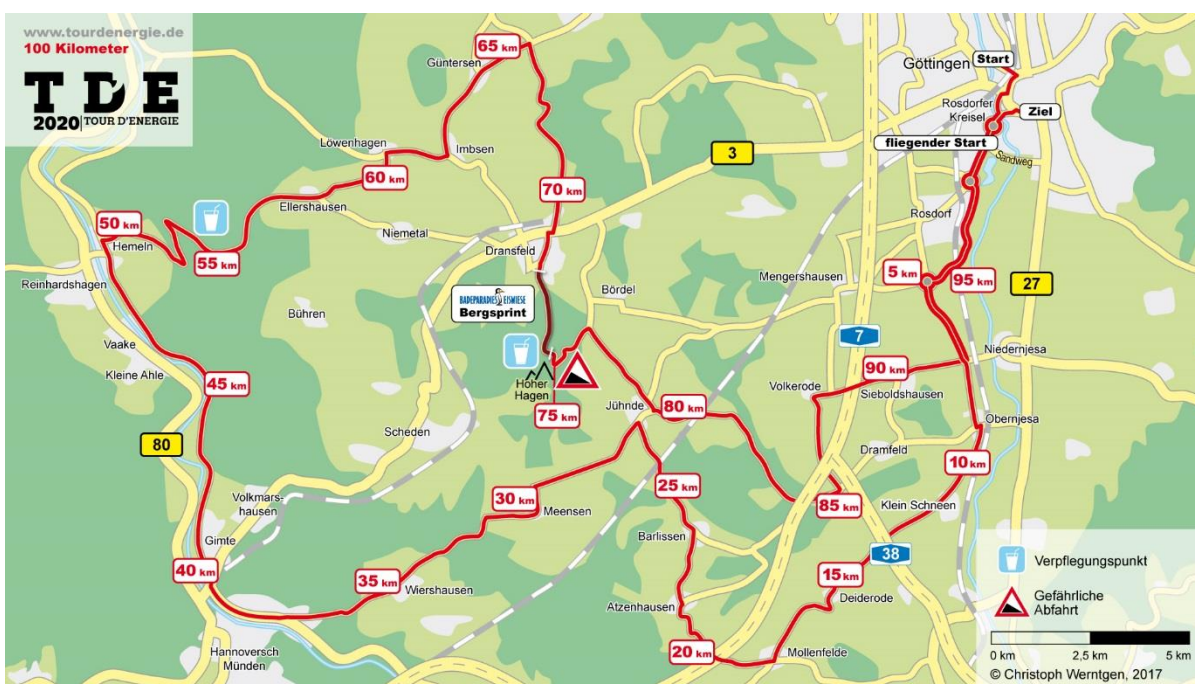 www.tourdenergie.de
100 Kilometer
TDE
2020 TOUR D'ENERGIE
65 km
Güntersen
Göttingen
Start
Rosdorfer
Kreisel
Ziel
fliegender Start
Sandweg
Löwenhagen
Imbsen
3
60 km
70 km
Ellershausen
50 km
Hemeln
55 km
Niemetal
Dransfeld
Rosdorf
Reinhardshagen
Mengershausen
5 km
95 km
27
Bördel
BADEPARADIES EISWIESE
Bergsprint
Bühren
7
Vaake
Kleine Ahle
45 km
Hoher
Hagen
75 km
Niedernjesa
90 km
Volkerode
Sieboldshausen
Jühnde
80 km
Obernjesa
80
Scheden
Dramfeld
10 km
25 km
Volkmars-
hausen
30 km
Meensen
85 km
Klein Schneen
Gimte
Barlissen
38
40 km
35 km
Wiershausen
15 km
Deiderode
Atzenhausen
20 km
Mollenfelde
Hannoversch
Münden
Verpflegungspunkt
Gefährliche
Abfahrt
0 km 2,5 km 5 km
© Christoph Werntgen, 2017